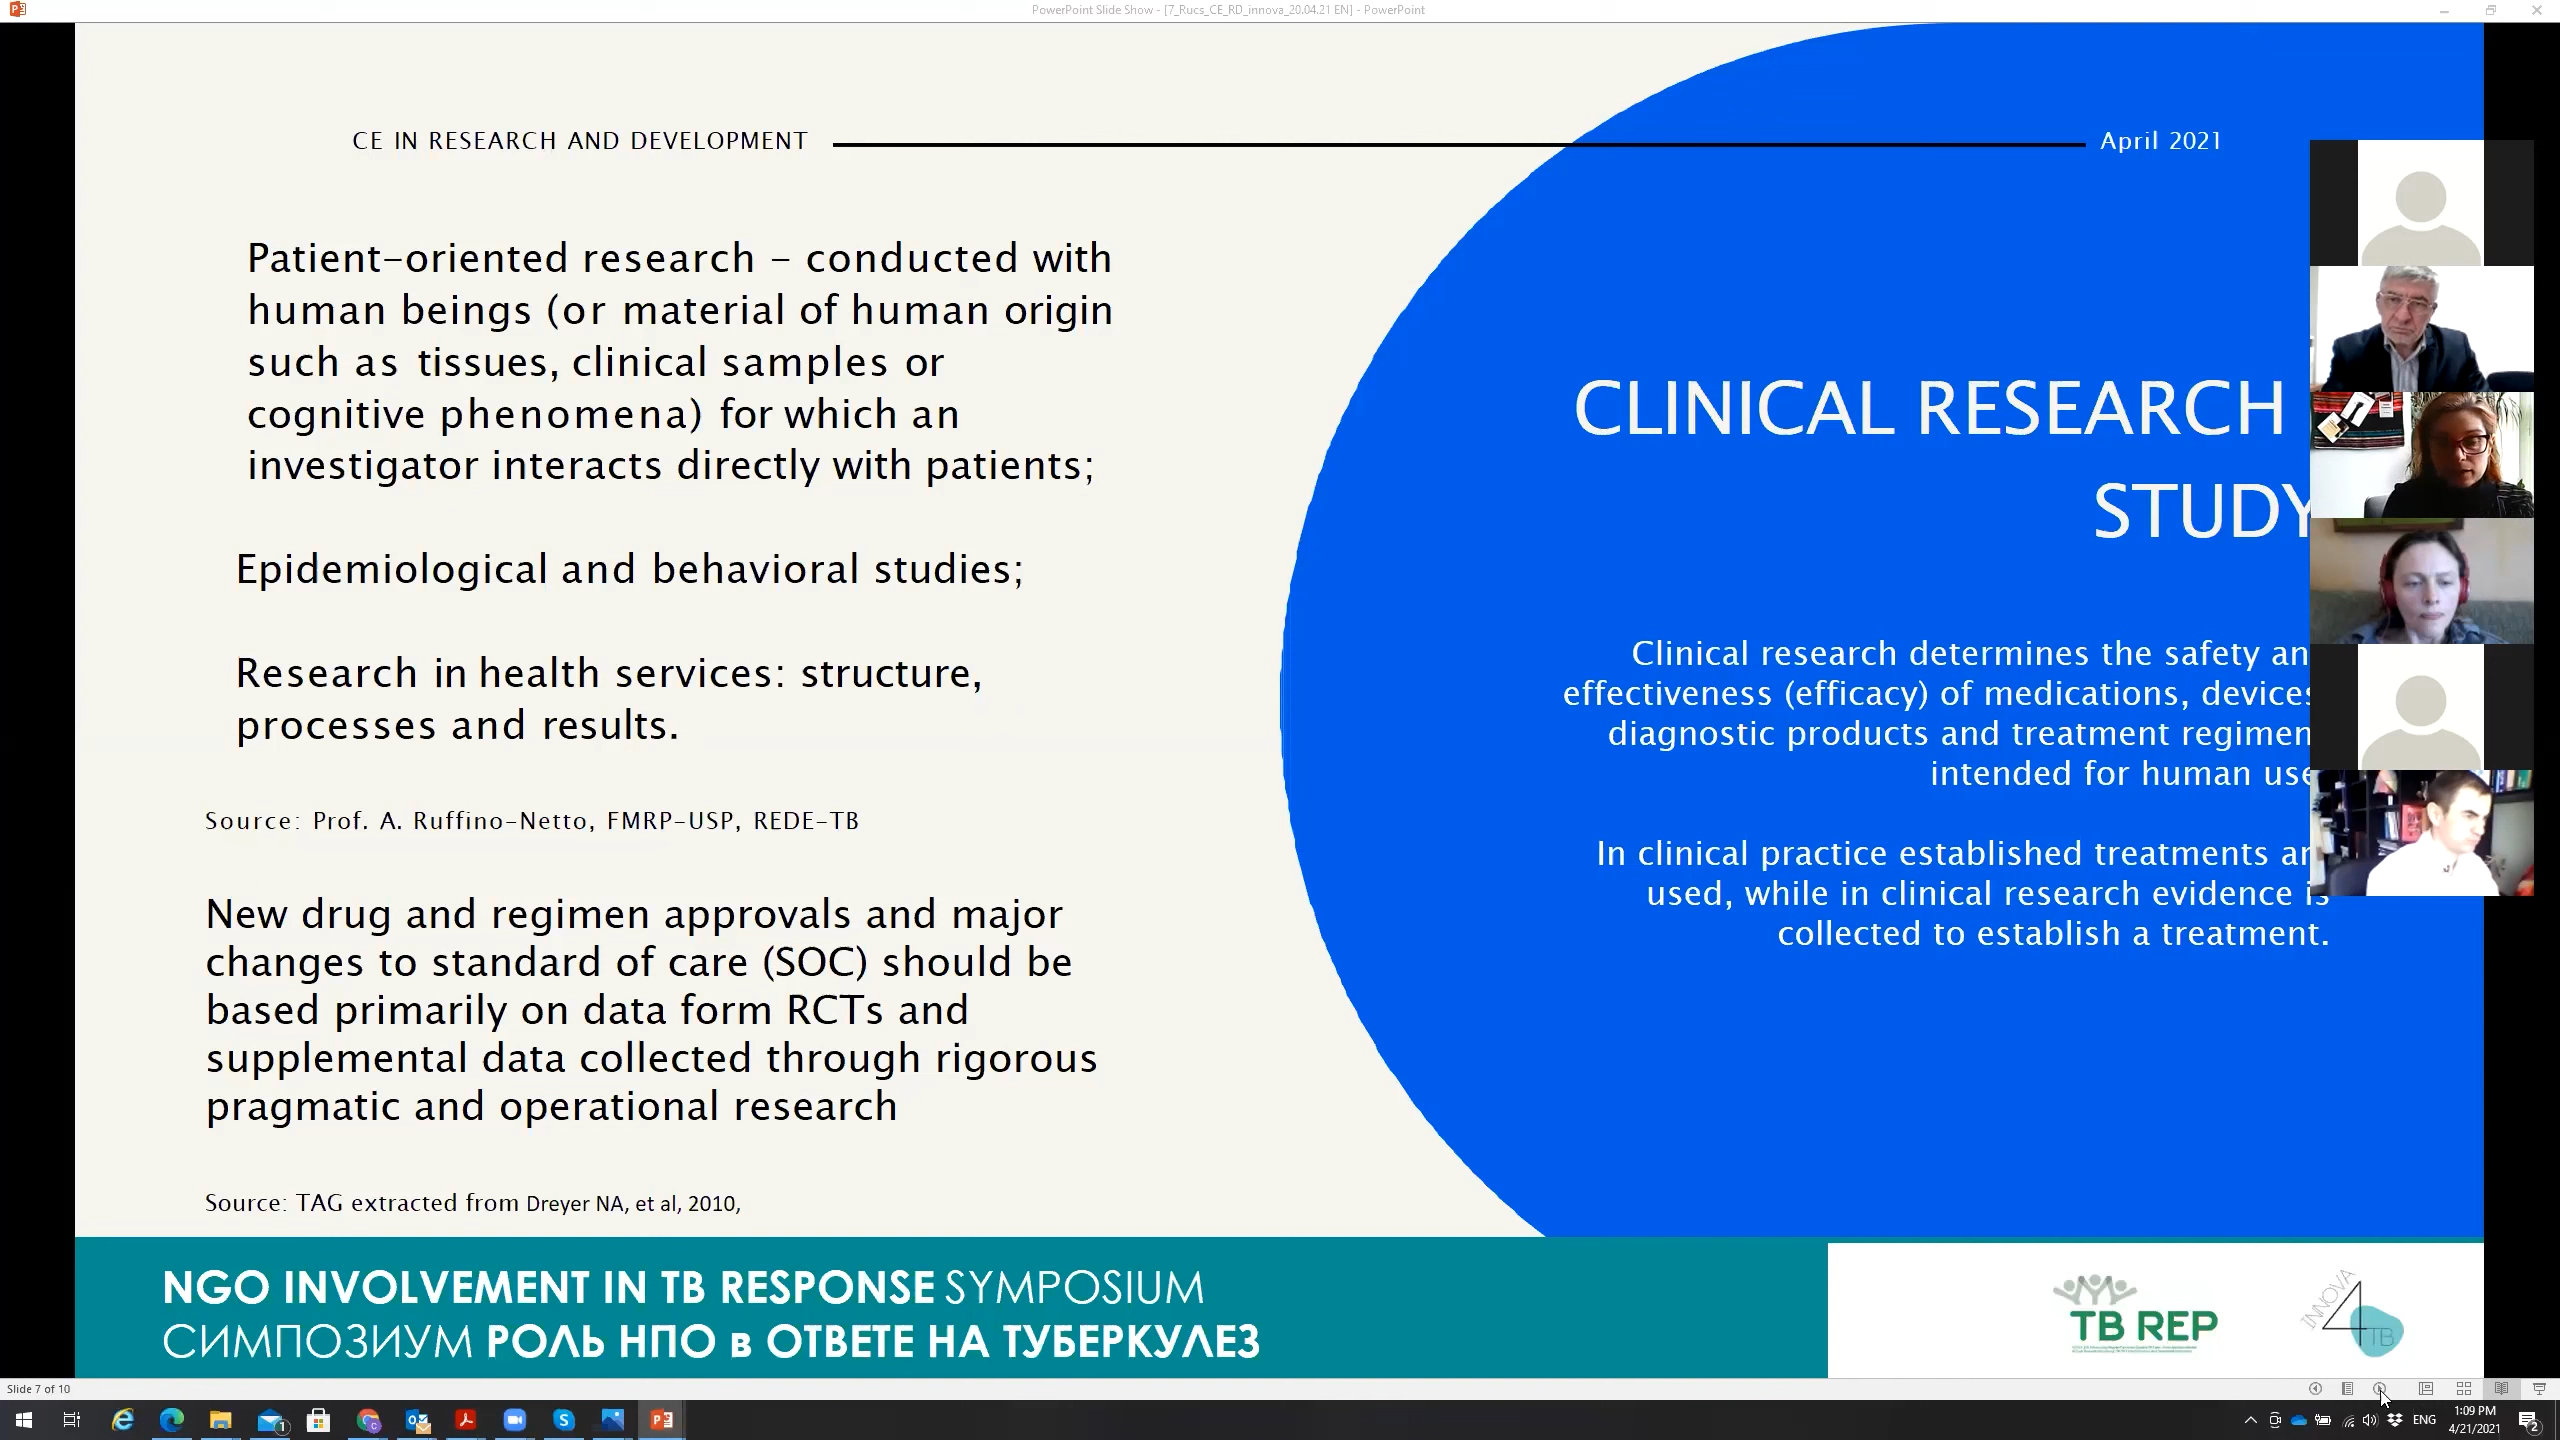 PowerPoint Slide Show - [7_Rucs_CE_RD_innova_20.04.21 EN] - PowerPoint
CE IN RESEARCH AND DEVELOPMENT
April 2021
Patient-oriented research - conducted with
human beings (or material of human origin
such as tissues, clinical samples or
cognitive phenomena) for which an
investigator interacts directly with patients;
Epidemiological and behavioral studies;
Research in health services: structure,
processes and results.
Source: Prof. A. Ruffino-Netto, FMRP-USP, REDE-TB
New drug and regimen approvals and major
changes to standard of care (SOC) should be
based primarily on data form RCTs and
supplemental data collected through rigorous
pragmatic and operational research
Source: TAG extracted from Dreyer NA, et al, 2010,
CLINICAL RESEARCH
STUDY
Clinical research determines the safety an
effectiveness (efficacy) of medications, devices
diagnostic products and treatment regimen
intended for human use
In clinical practice established treatments ar
used, while in clinical research evidence is
collected to establish a treatment.
NGO INVOLVEMENT IN TB RESPONSE SYMPOSIUM
СИМПОЗИУМ РОЛЬ НПО в ОТВЕТЕ НА ТУБЕРКУЛЕЗ
TB REP
INNOVA
4
TB
Slide 7 of 10
1
ENG
1:09 PM
4/21/2021
2